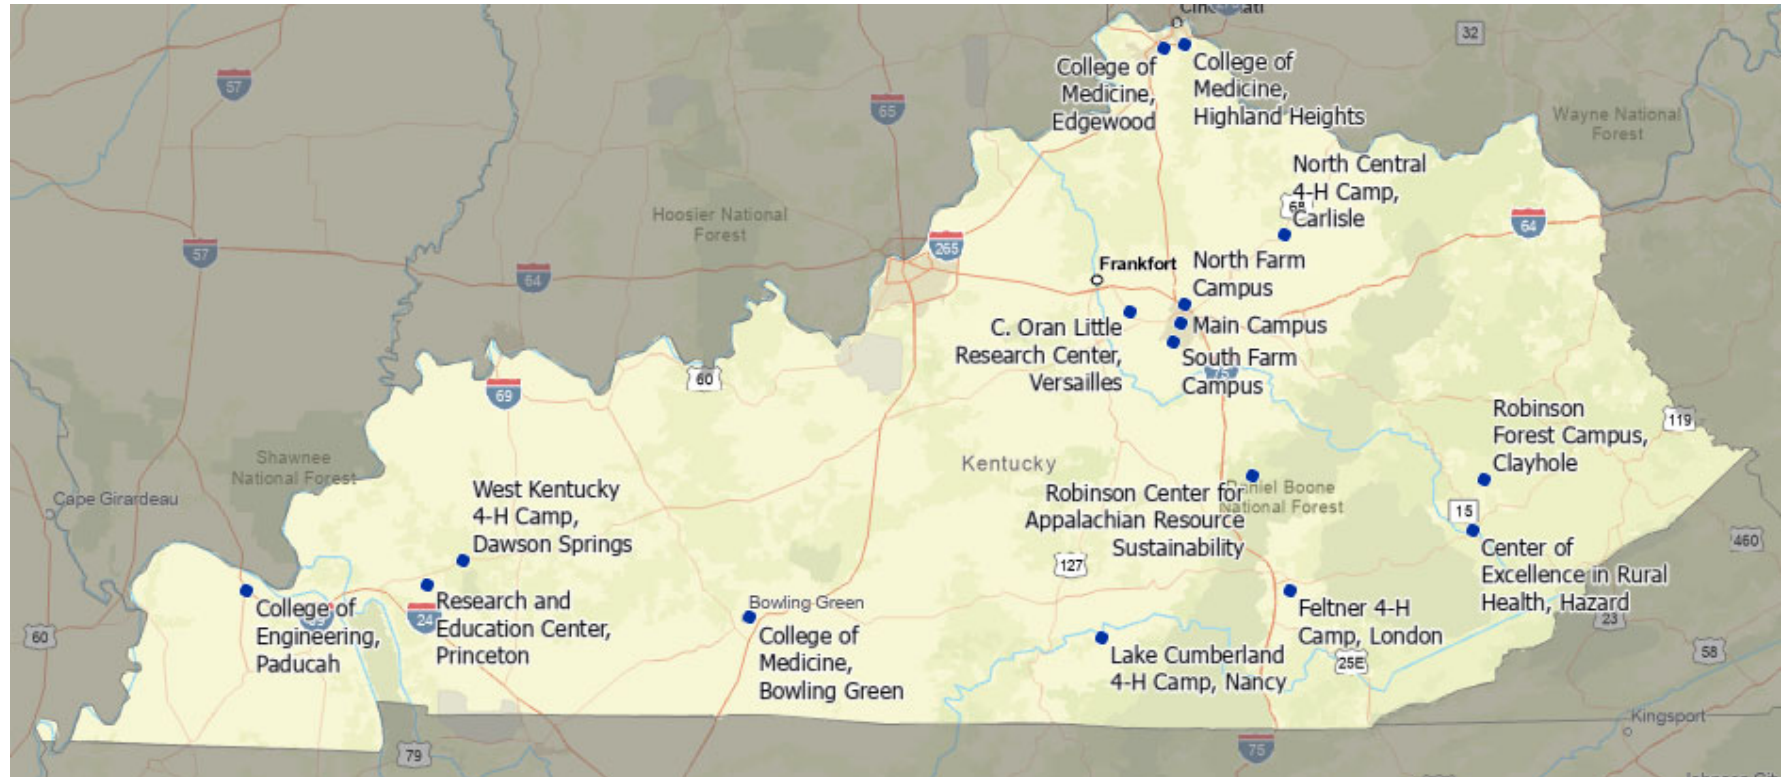 Cincinnati
275
32
57
65
College of
Medicine,
Edgewood
College of
Medicine,
Highland Heights
Wayne National
Forest
North Central
4-H Camp,
Carlisle
68
Hoosier National
Forest
265
64
57
64
Frankfort
North Farm
Campus
Main Campus
South Farm
Campus
C. Oran Little
Research Center,
Versailles
75
60
69
Robinson
Forest Campus,
Clayhole
119
Shawnee
National Forest
Kentucky
Cape Girardeau
West Kentucky
4-H Camp,
Dawson Springs
Robinson Center for
Appalachian Resource
Sustainability
Daniel Boone
National Forest
15
460
127
Center of
Excellence in Rural
Health, Hazard
College of
Engineering,
Paducah
24
Research and
Education Center,
Princeton
Bowling Green
College of
Medicine,
Bowling Green
Feltner 4-H
Camp, London
23
60
Lake Cumberland
4-H Camp, Nancy
25E
58
Kingsport
79
75